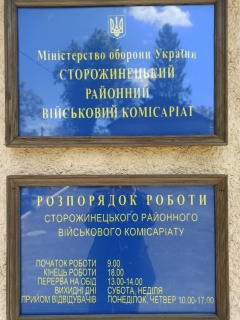 Міністерство оборони України
СТОРОЖИНЕЦЬКИЙ
РАЙОННИЙ
ВІЙСЬКОВИЙ КОМІСАРІАТ
РОЗПОРЯДОК РОБОТИ
СТОРОЖИНЕЦЬКОГО РАЙОННОГО
ВІЙСЬКОВОГО КОМІСАРІАТУ
ПОЧАТОК РОБОТИ 9.00
КІНЕЦЬ РОБОТИ 18.00
ПЕРЕРВА НА ОБІД 13.00-14.00
ВИХИДНІ ДНІ СУБОТА, НЕДІЛЯ
ПРИЙОМ ВІДВІДУВАЧІВ ПОНЕДІЛОК, ЧЕТВЕР 10.00-17.00